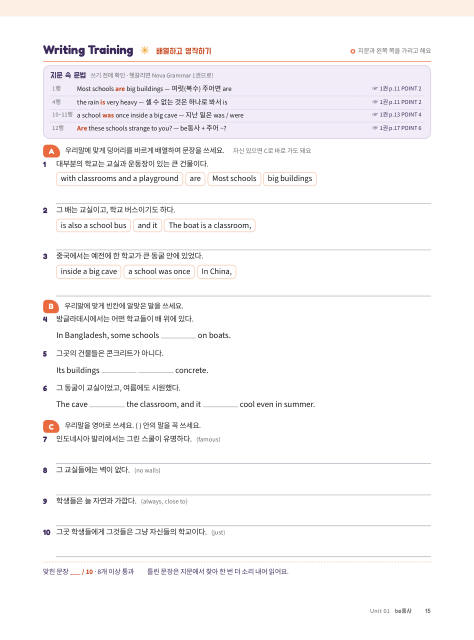 Writing Training ☀ 배열하고 영작하기
지문과 왼쪽 쪽을 가리고 해요
지문 속 문법 쓰기 전에 확인 · 헷갈리면 Nova Grammar 1권으로!
1행 Most schools are big buildings — 여럿(복수) 주어면 are ☞ 1권 p.11 POINT 2
4행 the rain is very heavy — 셀 수 없는 것은 하나로 봐서 is ☞ 1권 p.11 POINT 2
10-11행 a school was once inside a big cave — 지난 일은 was / were ☞ 1권 p.13 POINT 4
12행 Are these schools strange to you? — be동사 + 주어 ~? ☞ 1권 p.17 POINT 6
A 우리말에 맞게 덩어리를 바르게 배열하여 문장을 쓰세요. 자신 있으면 C로 바로 가도 돼요
1 대부분의 학교는 교실과 운동장이 있는 큰 건물이다.
with classrooms and a playground are Most schools big buildings
2 그 배는 교실이고, 학교 버스이기도 하다.
is also a school bus and it The boat is a classroom,
3 중국에서는 예전에 한 학교가 큰 동굴 안에 있었다.
inside a big cave a school was once In China,
B 우리말에 맞게 빈칸에 알맞은 말을 쓰세요.
4 방글라데시에서는 어떤 학교들이 배 위에 있다.
In Bangladesh, some schools ____ on boats.
5 그곳의 건물들은 콘크리트가 아니다.
Its buildings ____ ____ concrete.
6 그 동굴이 교실이었고, 여름에도 시원했다.
The cave ____ the classroom, and it ____ cool even in summer.
C 우리말을 영어로 쓰세요. ( ) 안의 말을 꼭 쓰세요.
7 인도네시아 발리에서는 그린 스쿨이 유명하다. (famous)
8 그 교실들에는 벽이 없다. (no walls)
9 학생들은 늘 자연과 가깝다. (always, close to)
10 그곳 학생들에게 그것들은 그냥 자신들의 학교이다. (just)
맞힌 문장 ___ / 10 · 8개 이상 통과 틀린 문장은 지문에서 찾아 한 번 더 소리 내어 읽어요.
Unit 01 be동사 15